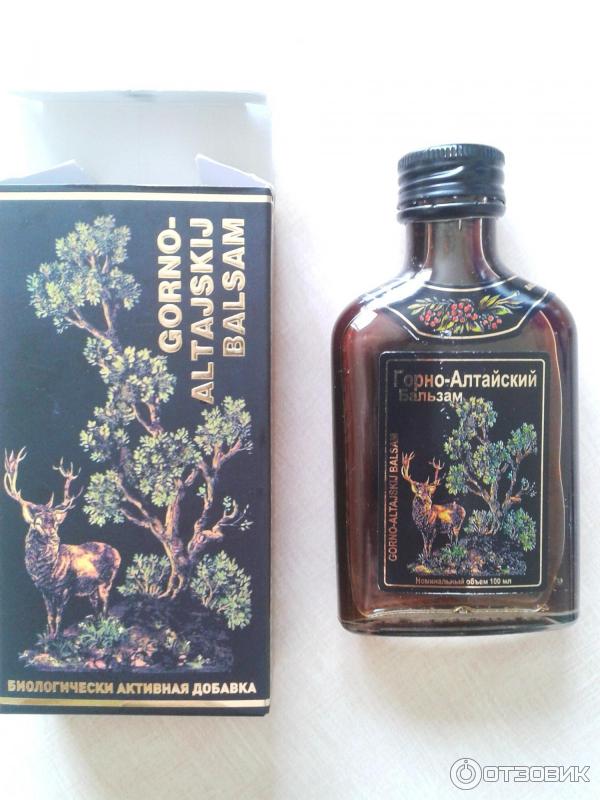 GORNO-
ALTAJSKIJ
BALSAM
БИОЛОГИЧЕСКИ АКТИВНАЯ ДОБАВКА
Горно-Алтайский
Бальзам
GORNO-ALTAJSKIJ BALSAM
Номинальный объем 100 мл
ОТЗОВИК